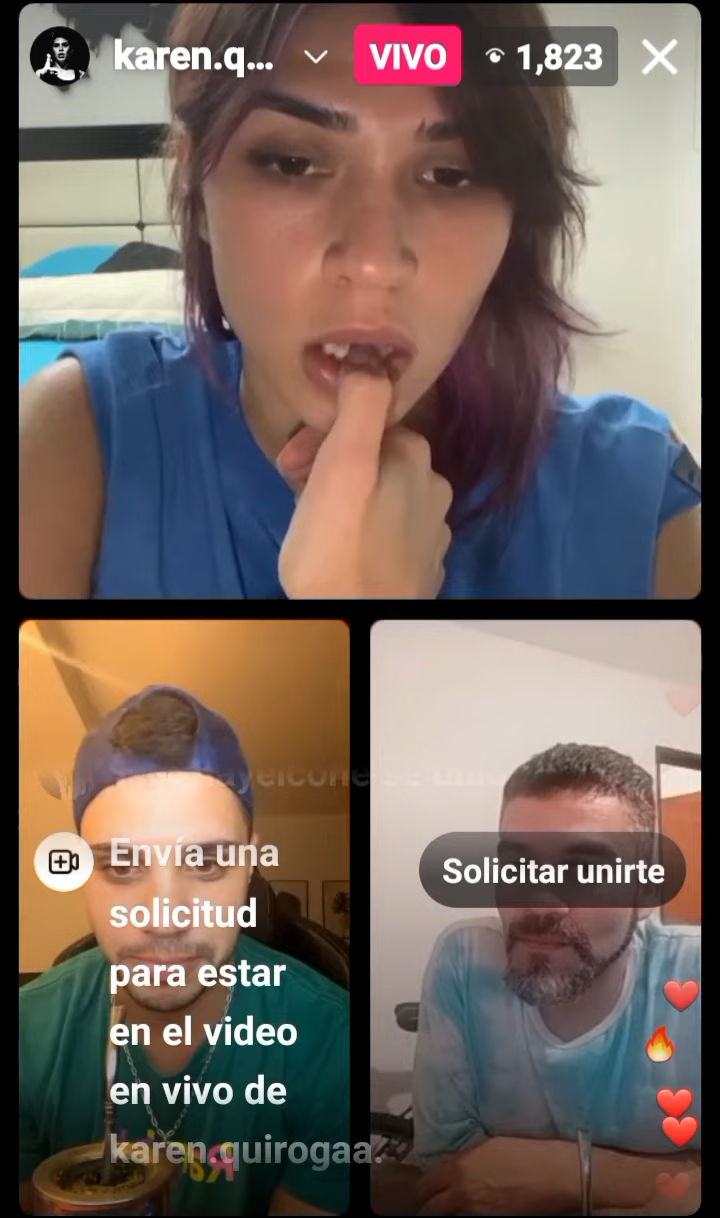 karen.q...
VIVO
1,823
Solicitar unirte
Envía una
solicitud
para estar
en el video
en vivo de
karen.quirogaa.